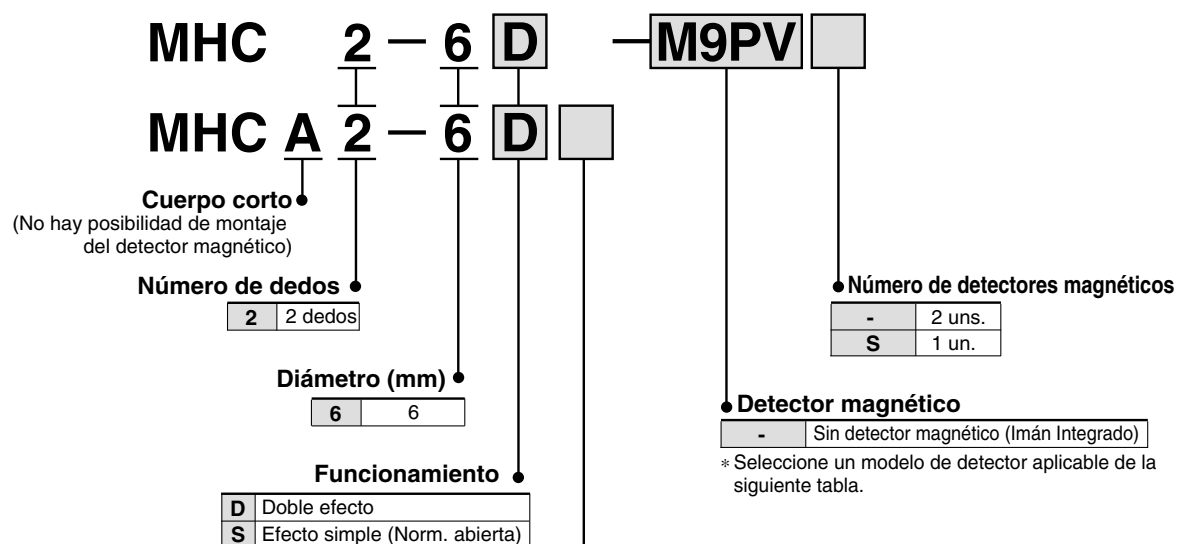 MHC 2 — 6 D — M9PV
MHC A 2 — 6 D
Cuerpo corto
(No hay posibilidad de montaje
del detector magnético)
Número de dedos
2 2 dedos
Diámetro (mm)
6 6
Funcionamiento
D Doble efecto
S Efecto simple (Norm. abierta)
Número de detectores magnéticos
- 2 uns.
S 1 un.
Detector magnético
- Sin detector magnético (Imán Integrado)
* Seleccione un modelo de detector aplicable de la
siguiente tabla.